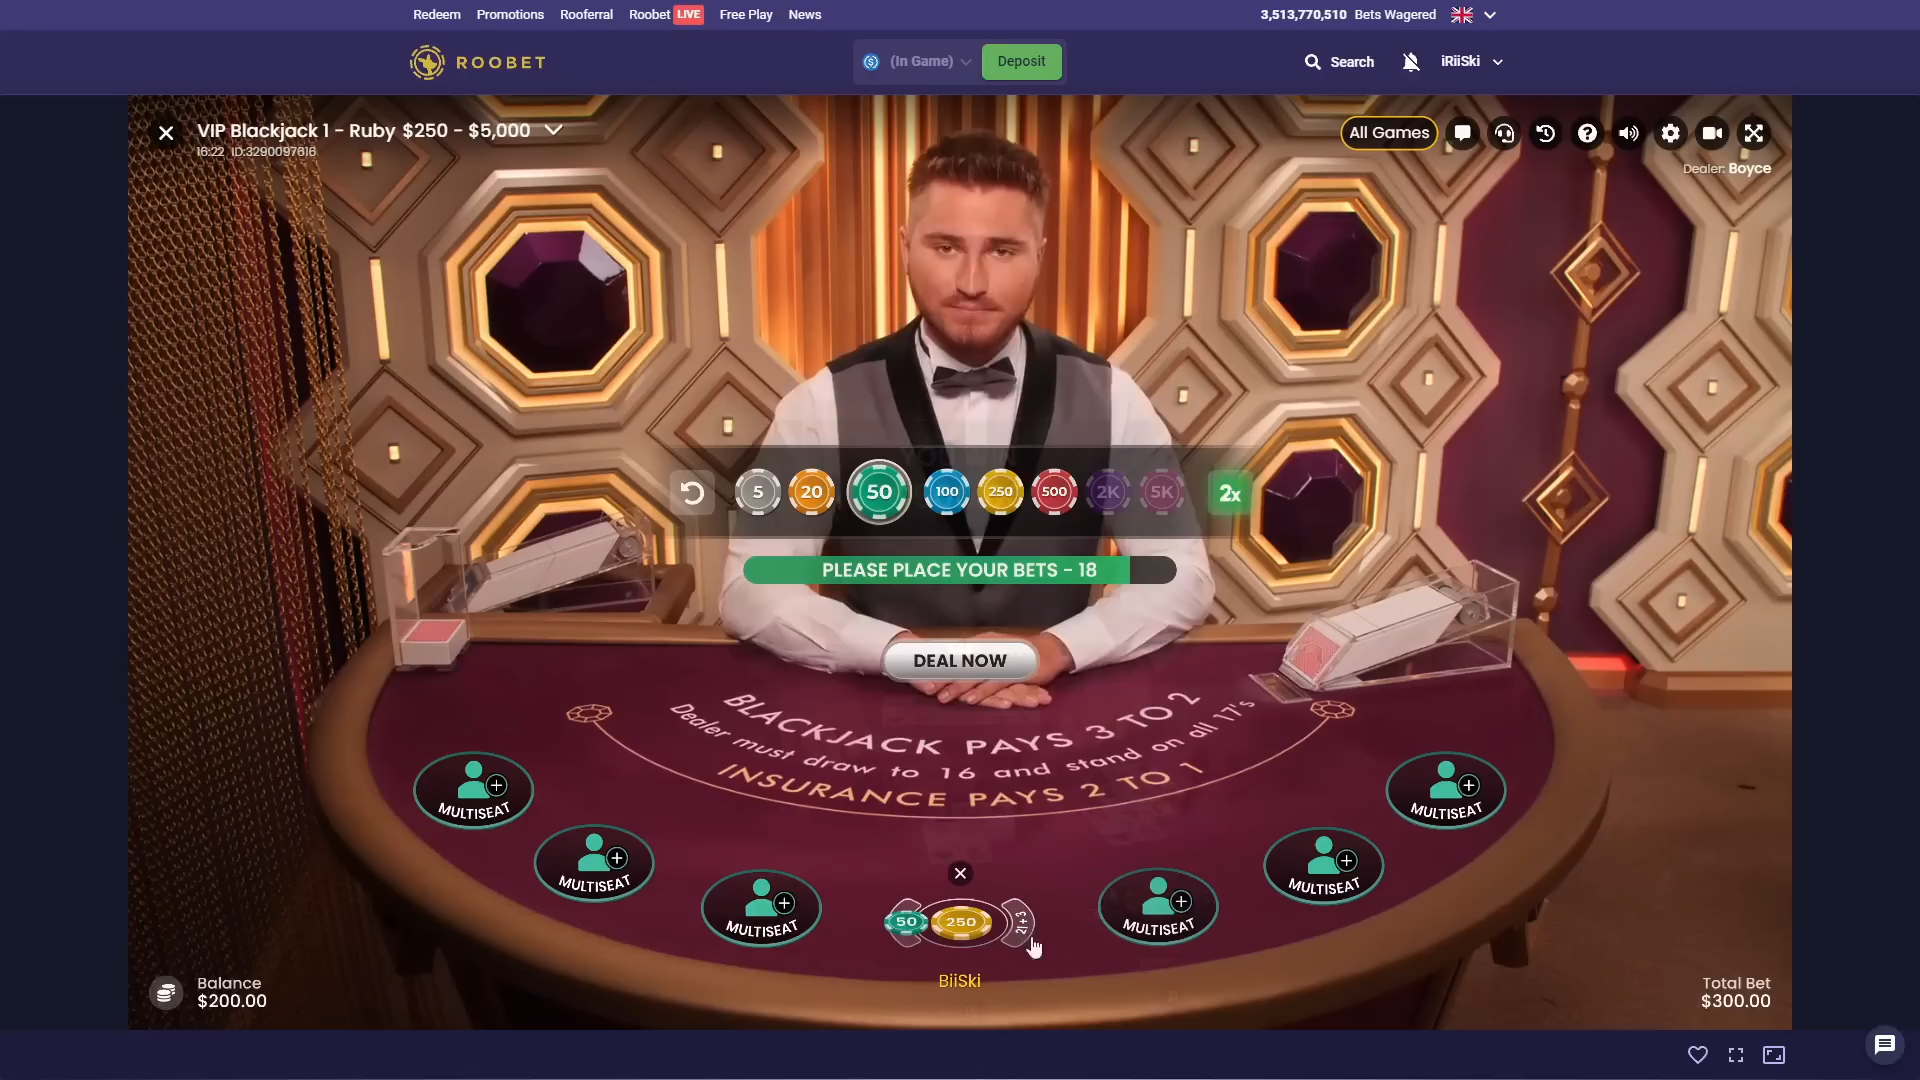 Redeem Promotions Rooferral Roobet LIVE Free Play News 3,513,770,510 Bets Wagered
ROOBET (In Game) Deposit Search iRiiSki
VIP Blackjack 1 - Ruby $250 - $5,000 All Games
16:22 ID:3290097616
Dealer: Boyce
5 20 50 100 250 500 2K 5K 2x
PLEASE PLACE YOUR BETS - 18
DEAL NOW
BLACKJACK PAYS 3 TO 2
Dealer must draw to 16 and stand on all 17's
INSURANCE PAYS 2 TO 1
MULTISEAT MULTISEAT
MULTISEAT MULTISEAT
MULTISEAT 50 250 21+3 MULTISEAT
BiiSki
Balance Total Bet
$200.00 $300.00